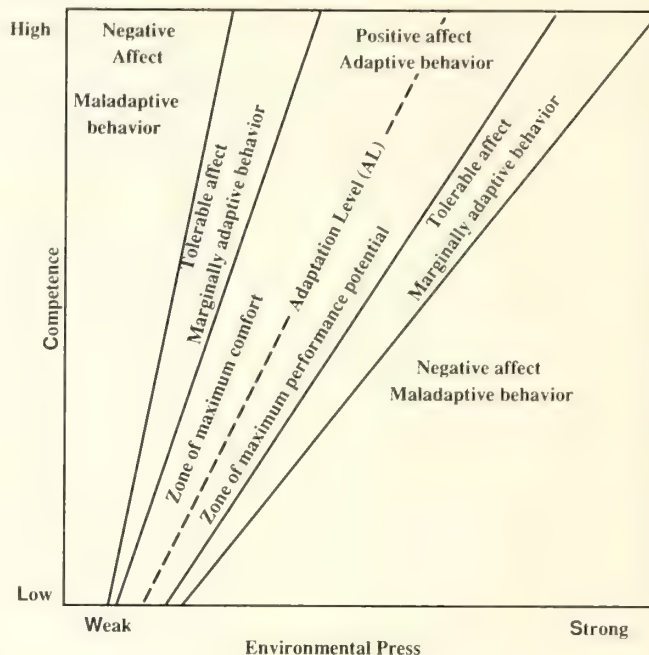 High
Negative
Affect
Maladaptive
behavior
Positive affect
Adaptive behavior
Tolerable affect
Marginally adaptive behavior
Zone of maximum comfort
Adaptation Level (AL)
Zone of maximum performance potential
Tolerable affect
Marginally adaptive behavior
Negative affect
Maladaptive behavior
Competence
Low
Weak
Strong
Environmental Press